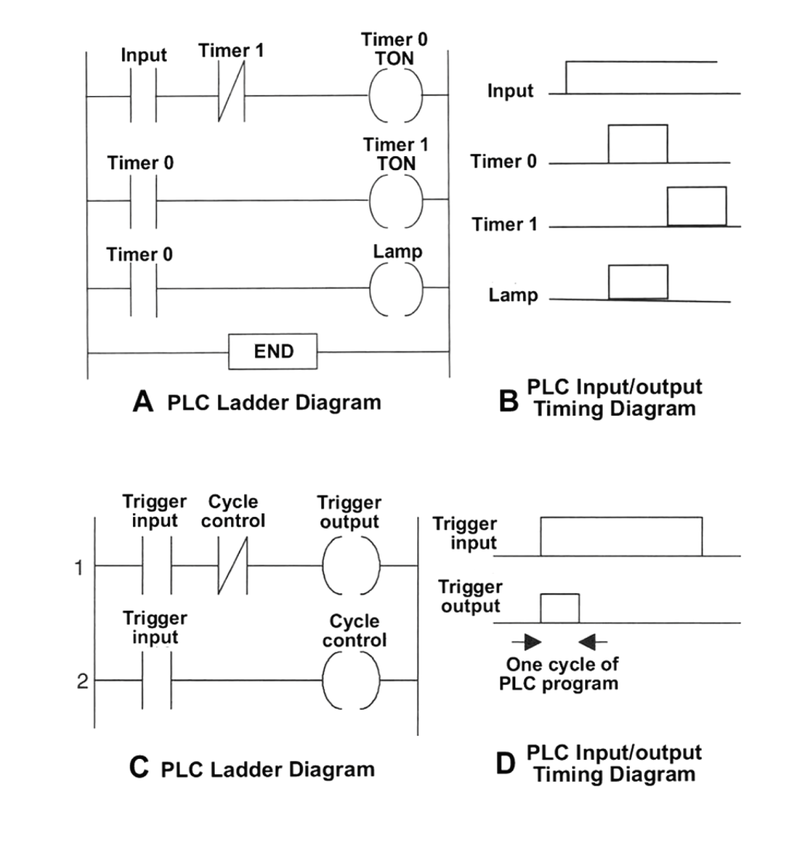 Input
Timer 1
Timer 0
TON
Timer 0
Timer 1
TON
Timer 0
Lamp
END
A PLC Ladder Diagram
Input
Timer 0
Timer 1
Lamp
B PLC Input/output
Timing Diagram
Trigger
input
Cycle
control
Trigger
output
1
Trigger
input
Cycle
control
2
C PLC Ladder Diagram
Trigger
input
Trigger
output
One cycle of
PLC program
D PLC Input/output
Timing Diagram